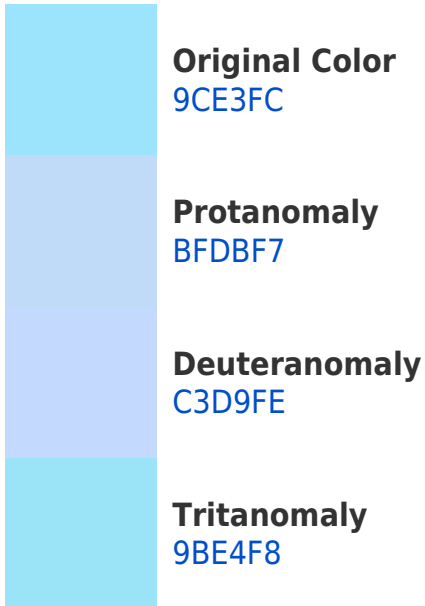 Original Color
9CE3FC
Protanomaly
BFDBF7
Deuteranomaly
C3D9FE
Tritanomaly
9BE4F8